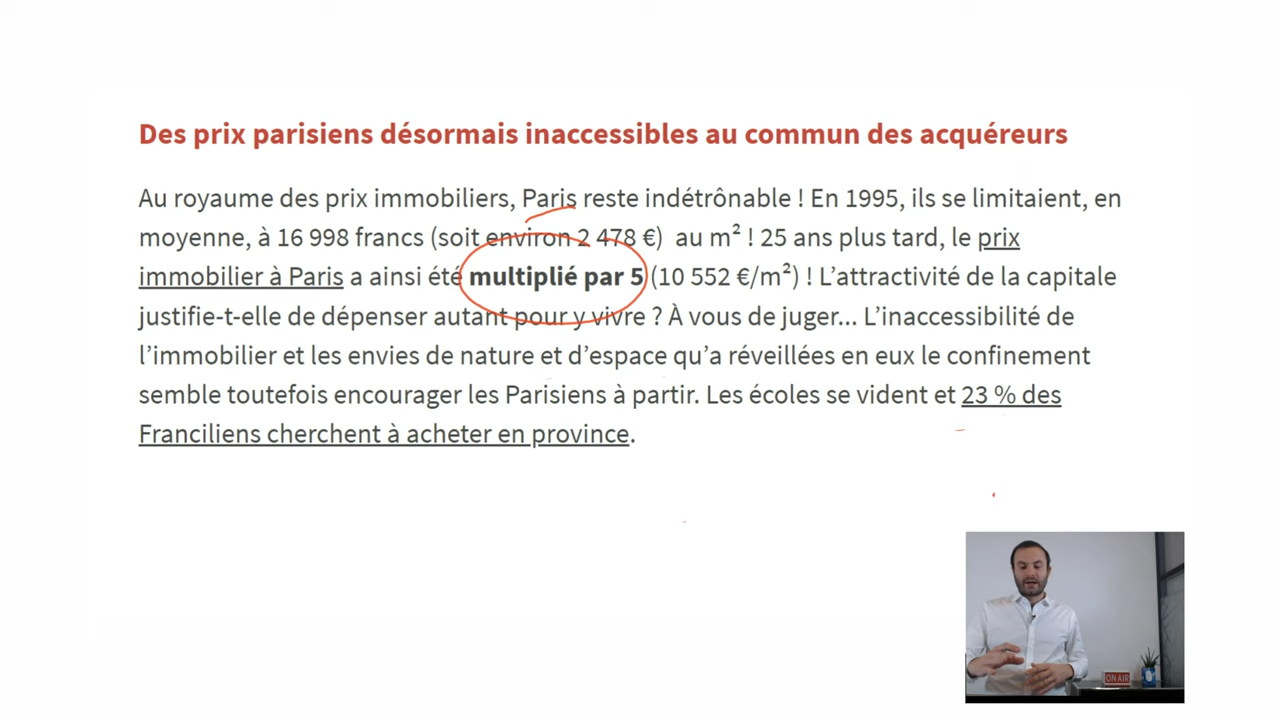 Des prix parisiens désormais inaccessibles au commun des acquéreurs
Au royaume des prix immobiliers, Paris reste indétrônable ! En 1995, ils se limitaient, en
moyenne, à 16 998 francs (soit environ 2 478 €) au m² ! 25 ans plus tard, le prix
immobilier à Paris a ainsi été multiplié par 5 (10 552 €/m²) ! L’attractivité de la capitale
justifie-t-elle de dépenser autant pour y vivre ? À vous de juger... L’inaccessibilité de
l’immobilier et les envies de nature et d’espace qu’a réveillées en eux le confinement
semble toutefois encourager les Parisiens à partir. Les écoles se vident et 23 % des
Franciliens cherchent à acheter en province.
ON AIR